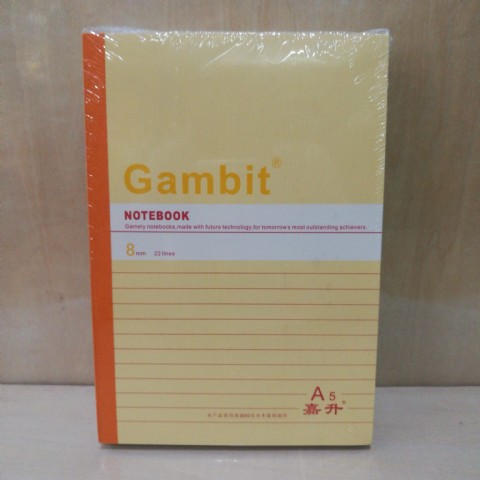 Gambit®
NOTEBOOK
Gamely notebooks,made with future technology,for tomorrow's most outstanding achievers.
8mm 22 lines
A5
嘉升®